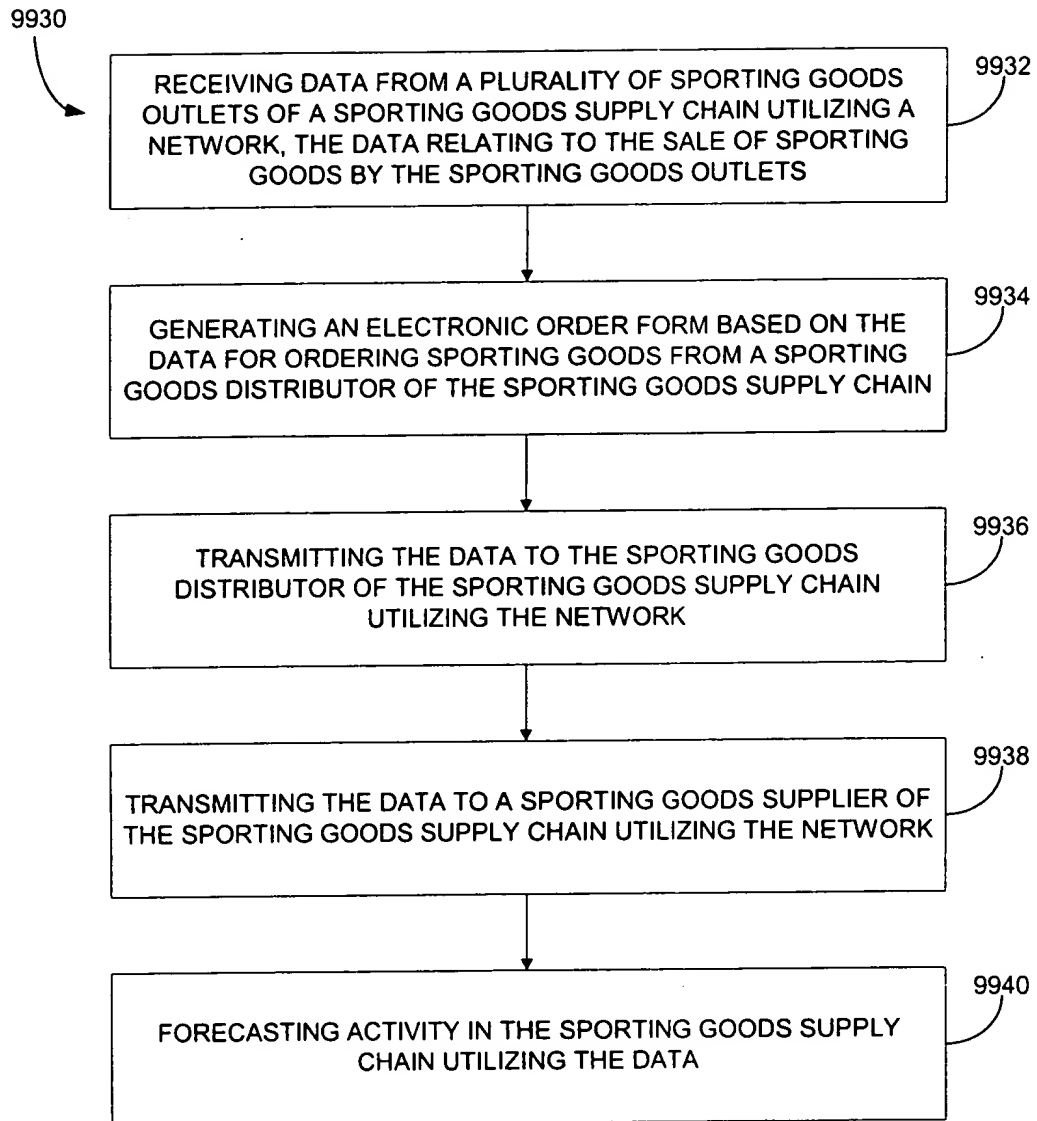 9930
9932
RECEIVING DATA FROM A PLURALITY OF SPORTING GOODS
OUTLETS OF A SPORTING GOODS SUPPLY CHAIN UTILIZING A
NETWORK, THE DATA RELATING TO THE SALE OF SPORTING
GOODS BY THE SPORTING GOODS OUTLETS
9934
GENERATING AN ELECTRONIC ORDER FORM BASED ON THE
DATA FOR ORDERING SPORTING GOODS FROM A SPORTING
GOODS DISTRIBUTOR OF THE SPORTING GOODS SUPPLY CHAIN
9936
TRANSMITTING THE DATA TO THE SPORTING GOODS
DISTRIBUTOR OF THE SPORTING GOODS SUPPLY CHAIN
UTILIZING THE NETWORK
9938
TRANSMITTING THE DATA TO A SPORTING GOODS SUPPLIER OF
THE SPORTING GOODS SUPPLY CHAIN UTILIZING THE NETWORK
9940
FORECASTING ACTIVITY IN THE SPORTING GOODS SUPPLY
CHAIN UTILIZING THE DATA